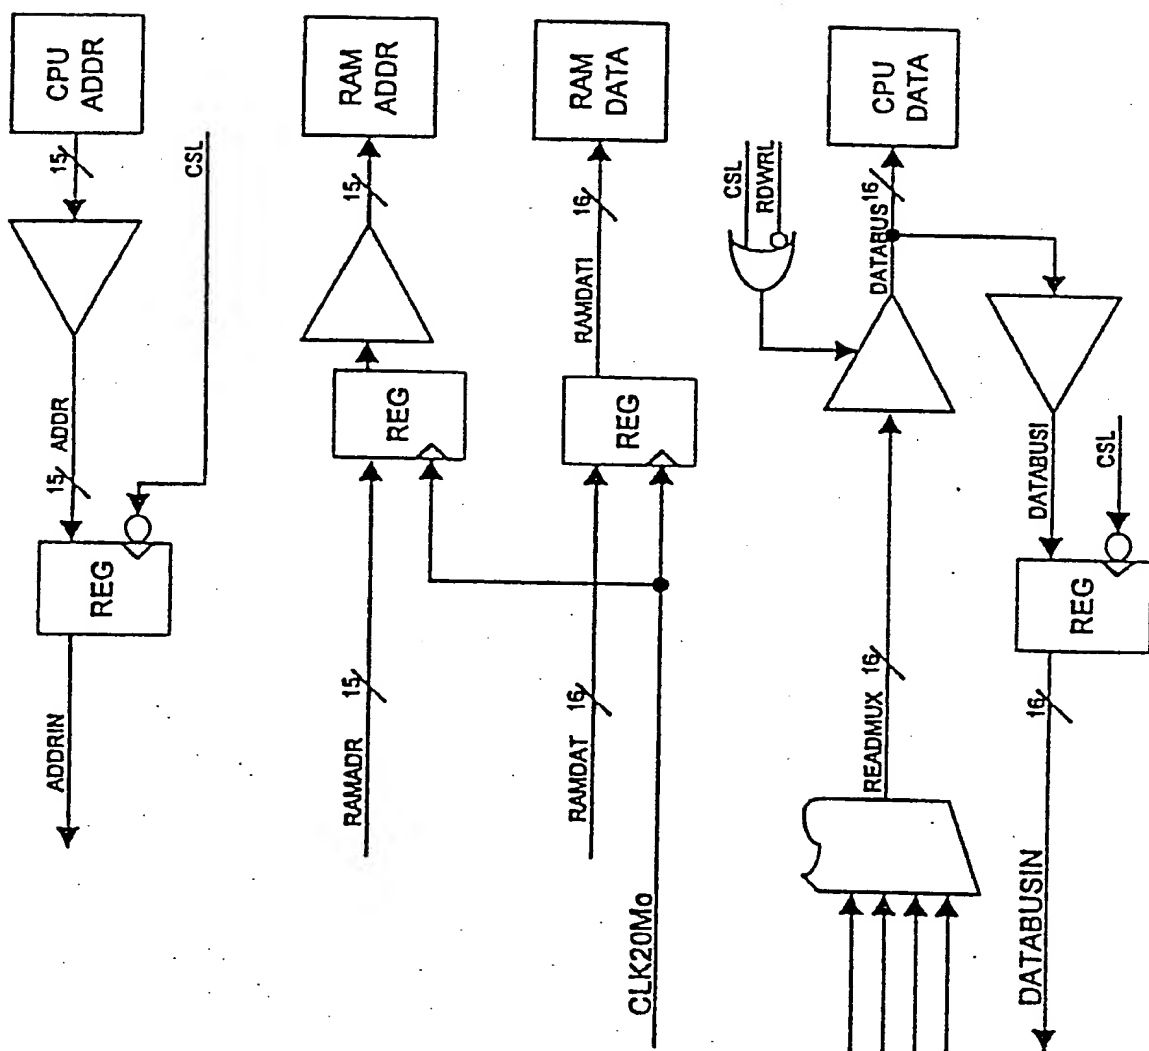 CPU
ADDR
15
CSL
ADDR
15
REG
ADDRIN
RAM
ADDR
15
REG
15
RAMADR
RAM
DATA
16
RAMDATI
REG
16
RAMDAT
CLK20Mo
CPU
DATA
16
DATABUS
CSL
RDWRL
16
READMUX
DATABUSI
CSL
REG
16
DATABUSIN